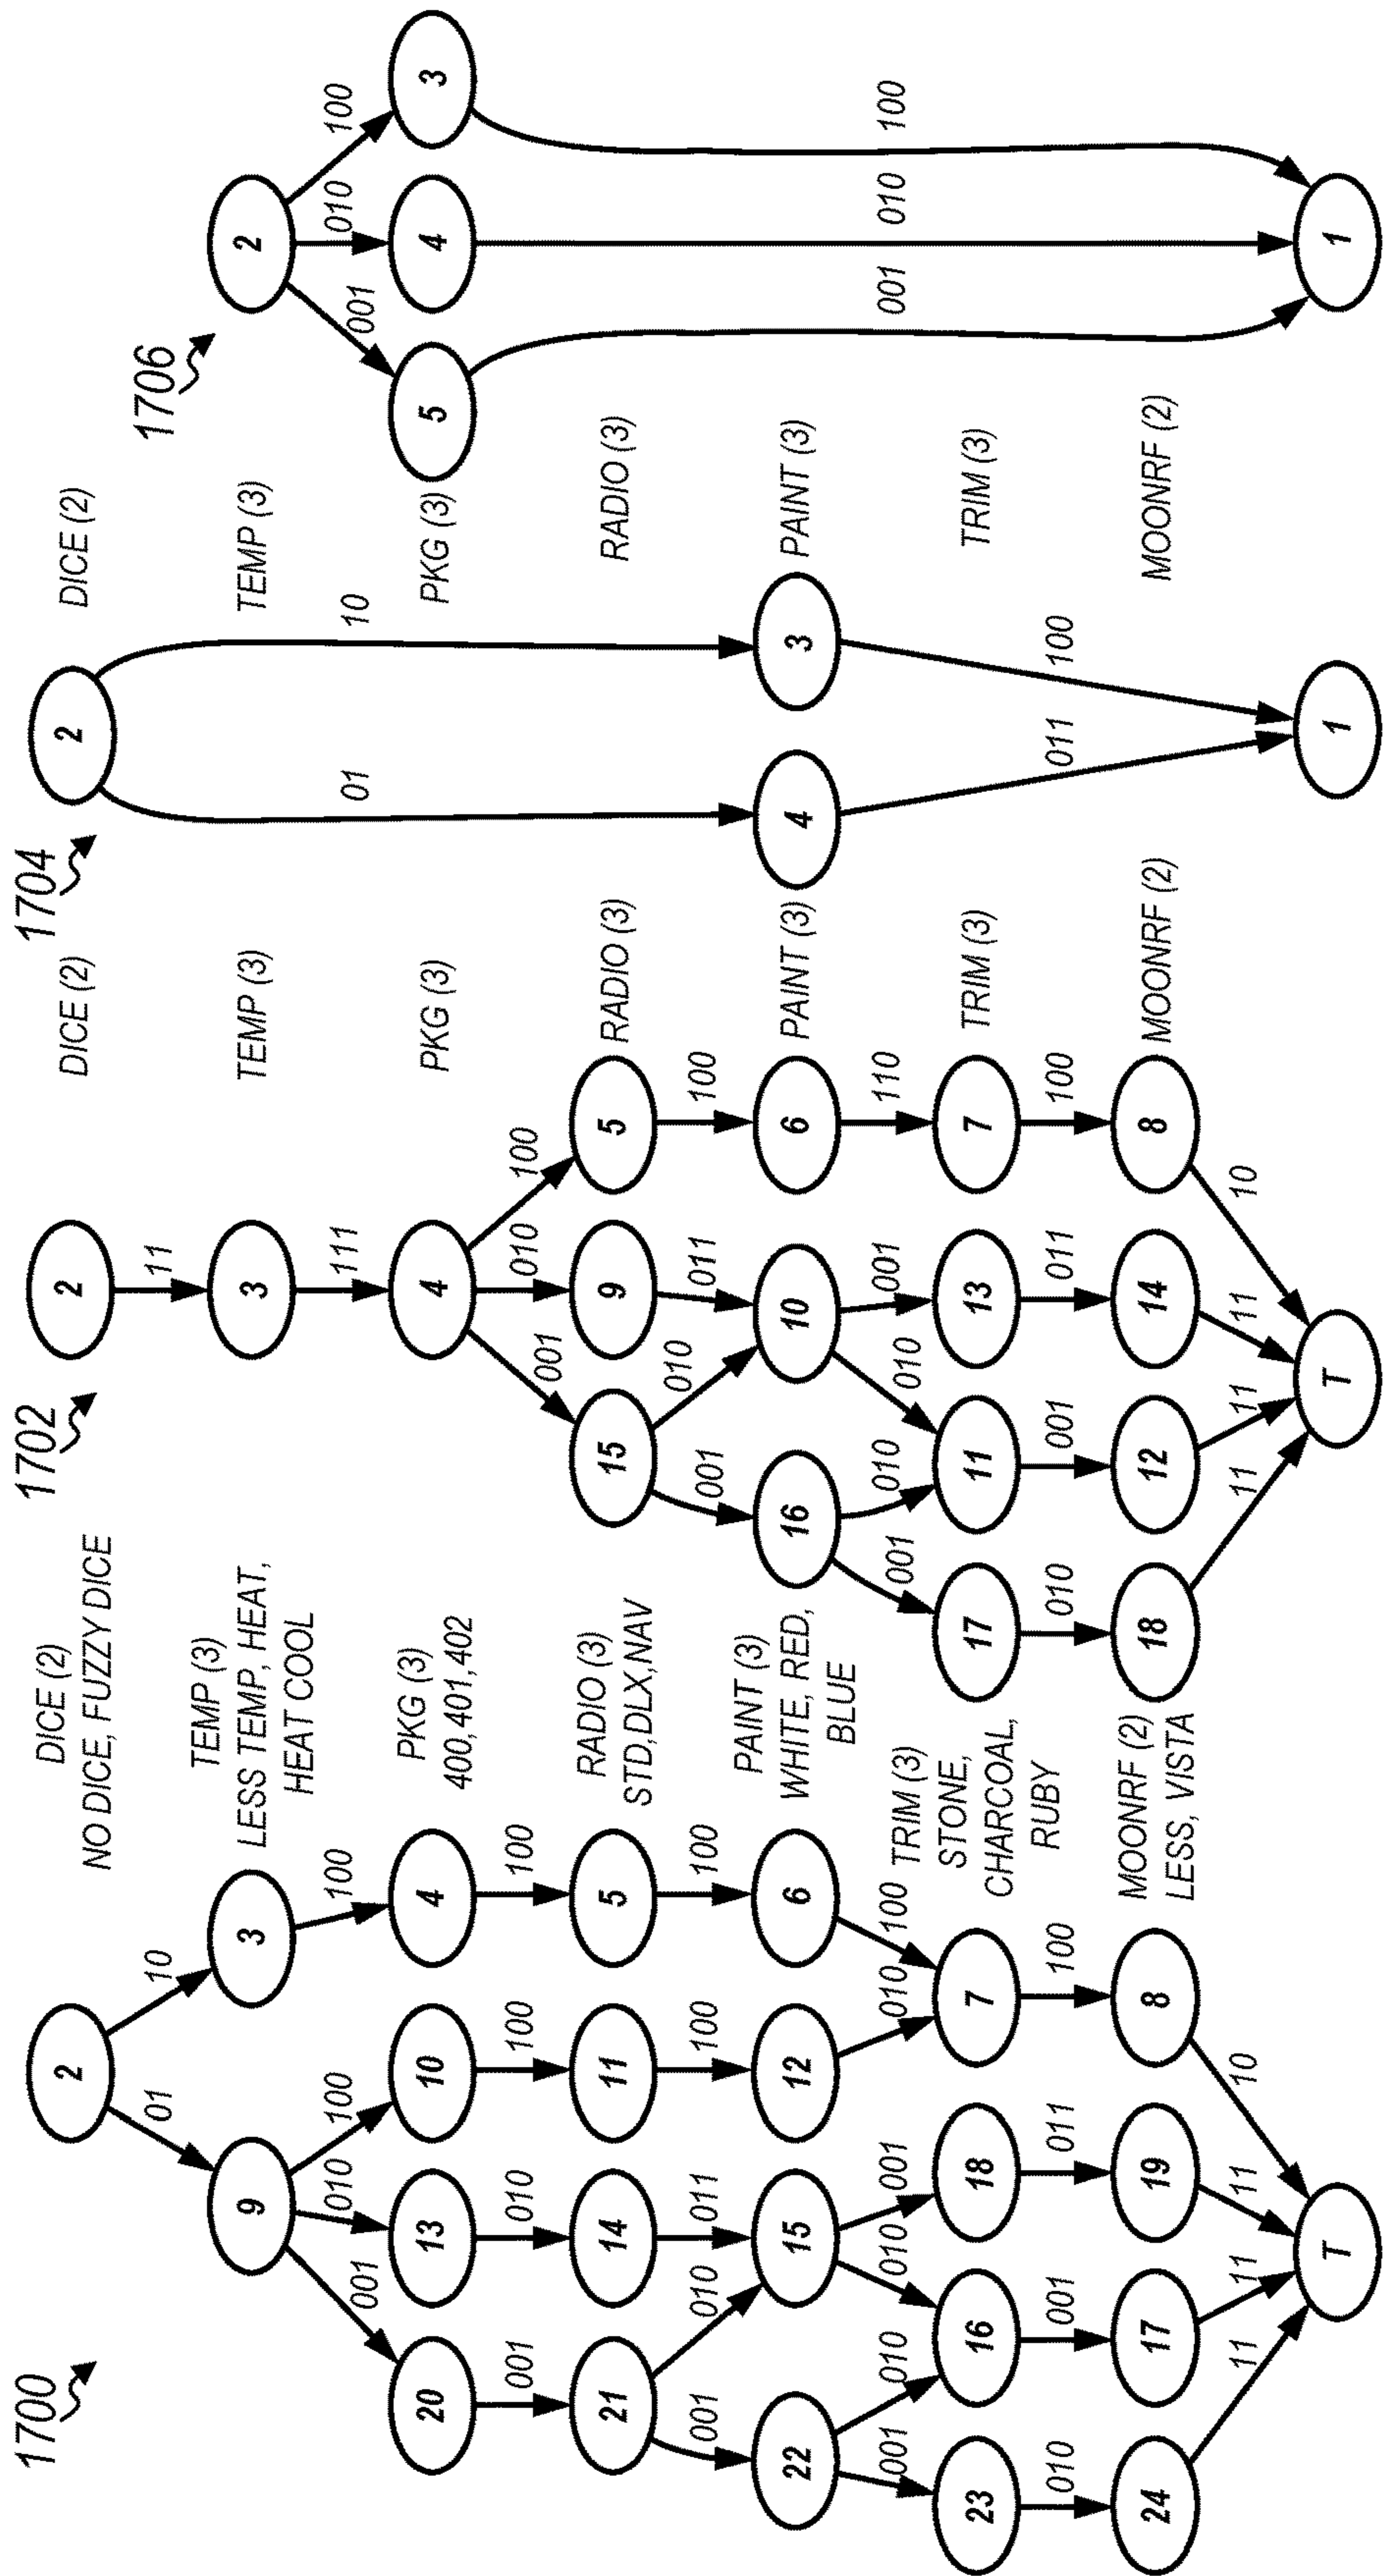 1700
2
01 10
9 3
001 010 100 100
20 13 10 4
001 010 100 100
21 14 11 5
001 010 011 100 100
22 15 12 6
001 010 010 001 010 100
23 16 18 7
010 001 011 100
24 17 19 8
11 11 11 10
T
DICE (2)
NO DICE, FUZZY DICE
TEMP (3)
LESS TEMP, HEAT,
HEAT COOL
PKG (3)
400,401,402
RADIO (3)
STD,DLX,NAV
PAINT (3)
WHITE, RED,
BLUE
TRIM (3)
STONE,
CHARCOAL,
RUBY
MOONRF (2)
LESS, VISTA
1702
2
11
3
111
4
001 010 100
15 9 5
001 010 011 100
16 10 6
001 010 010 001 110
17 11 13 7
010 001 011 100
18 12 14 8
11 11 11 10
T
DICE (2)
TEMP (3)
PKG (3)
RADIO (3)
PAINT (3)
TRIM (3)
MOONRF (2)
1704
2
01 10
4 3
011 100
1
DICE (2)
TEMP (3)
PKG (3)
RADIO (3)
PAINT (3)
TRIM (3)
MOONRF (2)
1706
2
001 010 100
5 4 3
001 010 100
1